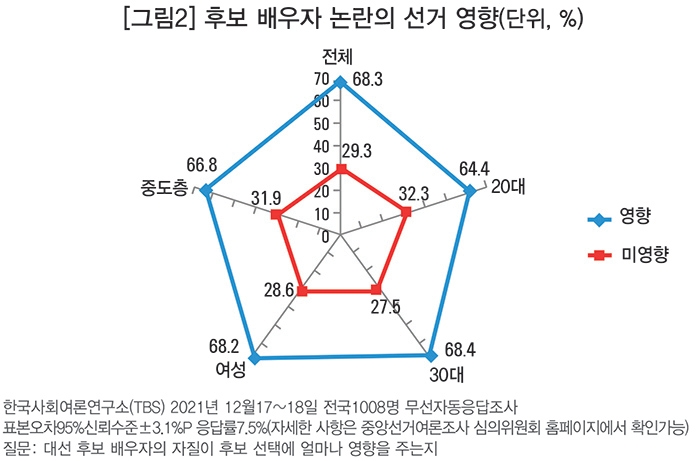 [그림2] 후보 배우자 논란의 선거 영향(단위, %)
전체
70
68.3
60
50
40
30
29.3
20
10
0
66.8
중도층
31.9
64.4
20대
32.3
영향
미영향
28.6
27.5
68.2
여성
68.4
30대
한국사회여론연구소(TBS) 2021년 12월17~18일 전국1008명 무선자동응답조사
표본오차95%신뢰수준±3.1%P 응답률7.5%(자세한 사항은 중앙선거여론조사 심의위원회 홈페이지에서 확인가능)
질문: 대선 후보 배우자의 자질이 후보 선택에 얼마나 영향을 주는지